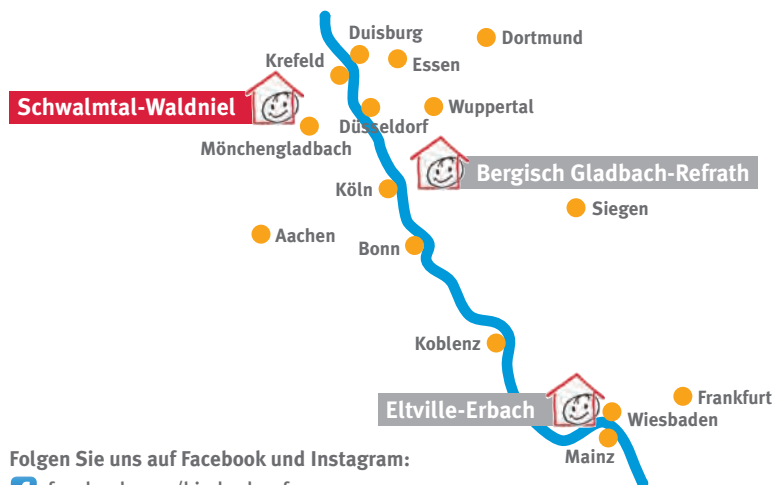 Duisburg
Dortmund
Krefeld
Essen
Schwalmtal-Waldniel
Wuppertal
Düsseldorf
Mönchengladbach
Bergisch Gladbach-Refrath
Köln
Siegen
Aachen
Bonn
Koblenz
Frankfurt
Eltville-Erbach
Wiesbaden
Mainz
Folgen Sie uns auf Facebook und Instagram: